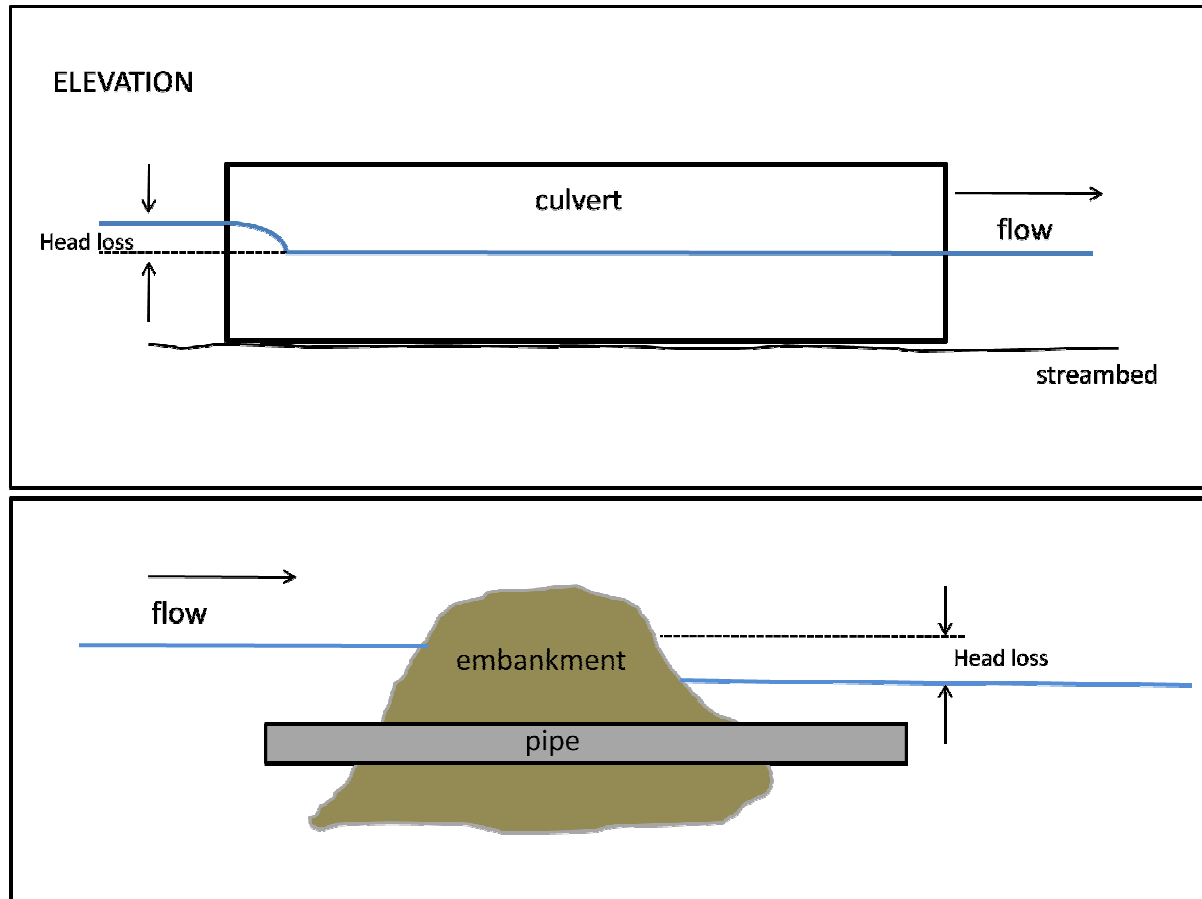 ELEVATION
culvert
flow
Head loss
streambed
flow
embankment
Head loss
pipe